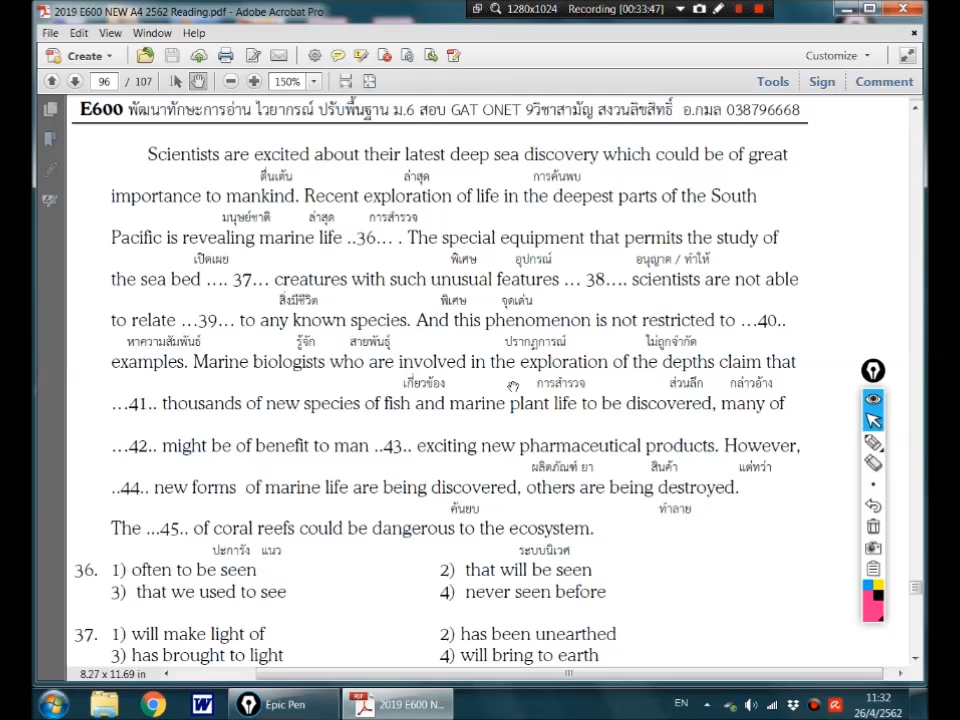 2019 E600 NEW A4 2562 Reading.pdf - Adobe Acrobat Pro
1280x1024 Recording [00:33:47]
File Edit View Window Help
Create Customize
96 / 107 150% Tools Sign Comment
E600 พัฒนาทักษะการอ่าน ไวยากรณ์ ปรับพื้นฐาน ม.6 สอบ GAT ONET 9วิชาสามัญ สงวนลิขสิทธิ์ อ.กมล 038796668
Scientists are excited about their latest deep sea discovery which could be of great
ตื่นเต้น ล่าสุด การค้นพบ
importance to mankind. Recent exploration of life in the deepest parts of the South
มนุษย์ชาติ ล่าสุด การสำรวจ
Pacific is revealing marine life ..36... . The special equipment that permits the study of
เปิดเผย พิเศษ อุปกรณ์ อนุญาต / ทำให้
the sea bed .... 37... creatures with such unusual features ... 38.... scientists are not able
สิ่งมีชีวิต พิเศษ จุดเด่น
to relate ...39... to any known species. And this phenomenon is not restricted to ...40..
หาความสัมพันธ์ รู้จัก สายพันธุ์ ปรากฏการณ์ ไม่ถูกจำกัด
examples. Marine biologists who are involved in the exploration of the depths claim that
เกี่ยวข้อง การสำรวจ ส่วนลึก กล่าวอ้าง
...41.. thousands of new species of fish and marine plant life to be discovered, many of
...42.. might be of benefit to man ..43.. exciting new pharmaceutical products. However,
ผลิตภัณฑ์ ยา สินค้า แต่ทว่า
..44.. new forms of marine life are being discovered, others are being destroyed.
ค้นยบ ทำลาย
The ...45.. of coral reefs could be dangerous to the ecosystem.
ปะการัง แนว ระบบนิเวศ
36. 1) often to be seen 2) that will be seen
3) that we used to see 4) never seen before
37. 1) will make light of 2) has been unearthed
3) has brought to light 4) will bring to earth
8.27 x 11.69 in
Epic Pen 2019 E600 N... EN 11:32
26/4/2562